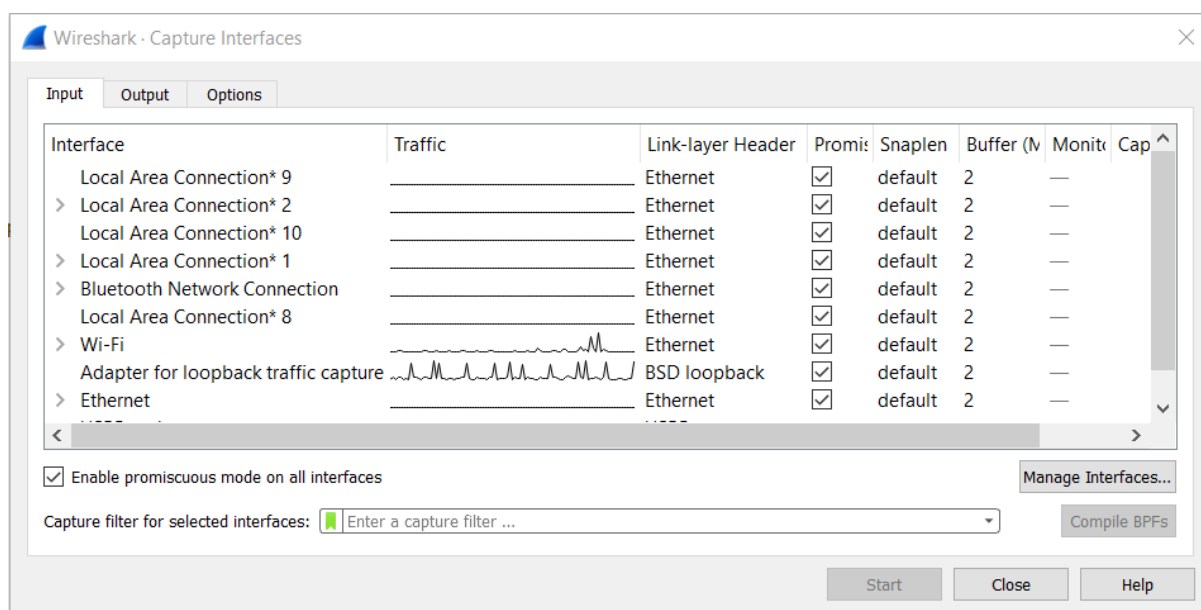 Wireshark · Capture Interfaces
Input Output Options
Interface Traffic Link-layer Header Promis Snaplen Buffer (M Monito Cap
Local Area Connection* 9 Ethernet default 2 —
Local Area Connection* 2 Ethernet default 2 —
Local Area Connection* 10 Ethernet default 2 —
Local Area Connection* 1 Ethernet default 2 —
Bluetooth Network Connection Ethernet default 2 —
Local Area Connection* 8 Ethernet default 2 —
Wi-Fi Ethernet default 2 —
Adapter for loopback traffic capture BSD loopback default 2 —
Ethernet Ethernet default 2 —
Enable promiscuous mode on all interfaces
Manage Interfaces...
Capture filter for selected interfaces: Enter a capture filter ... Compile BPFs
Start Close Help